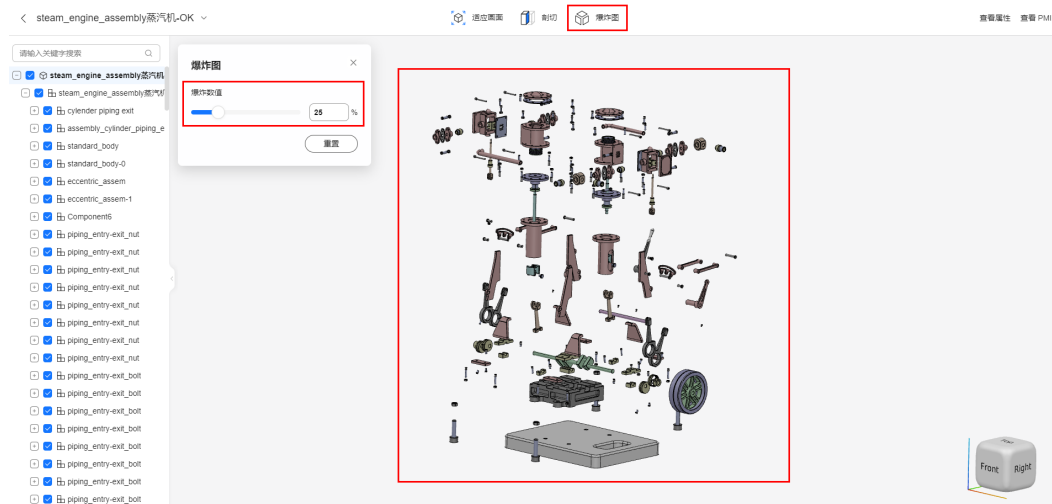 steam_engine_assembly蒸汽机-OK
适应画面
剖切
爆炸图
查看属性 查看 PMI
请输入关键字搜索
steam_engine_assembly蒸汽机
steam_engine_assembly蒸汽
cylender piping exit
assembly_cylinder_piping_e
standard_body
standard_body-0
eccentric_assem
eccentric_assem-1
Component6
piping_entry-exit_nut
piping_entry-exit_nut
piping_entry-exit_nut
piping_entry-exit_nut
piping_entry-exit_nut
piping_entry-exit_nut
piping_entry-exit_nut
piping_entry-exit_nut
piping_entry-exit_bolt
piping_entry-exit_bolt
piping_entry-exit_bolt
piping_entry-exit_bolt
piping_entry-exit_bolt
piping_entry-exit_bolt
piping_entry-exit_bolt
piping_entry-exit_bolt
爆炸图
爆炸数值
25 %
重置
Front Right